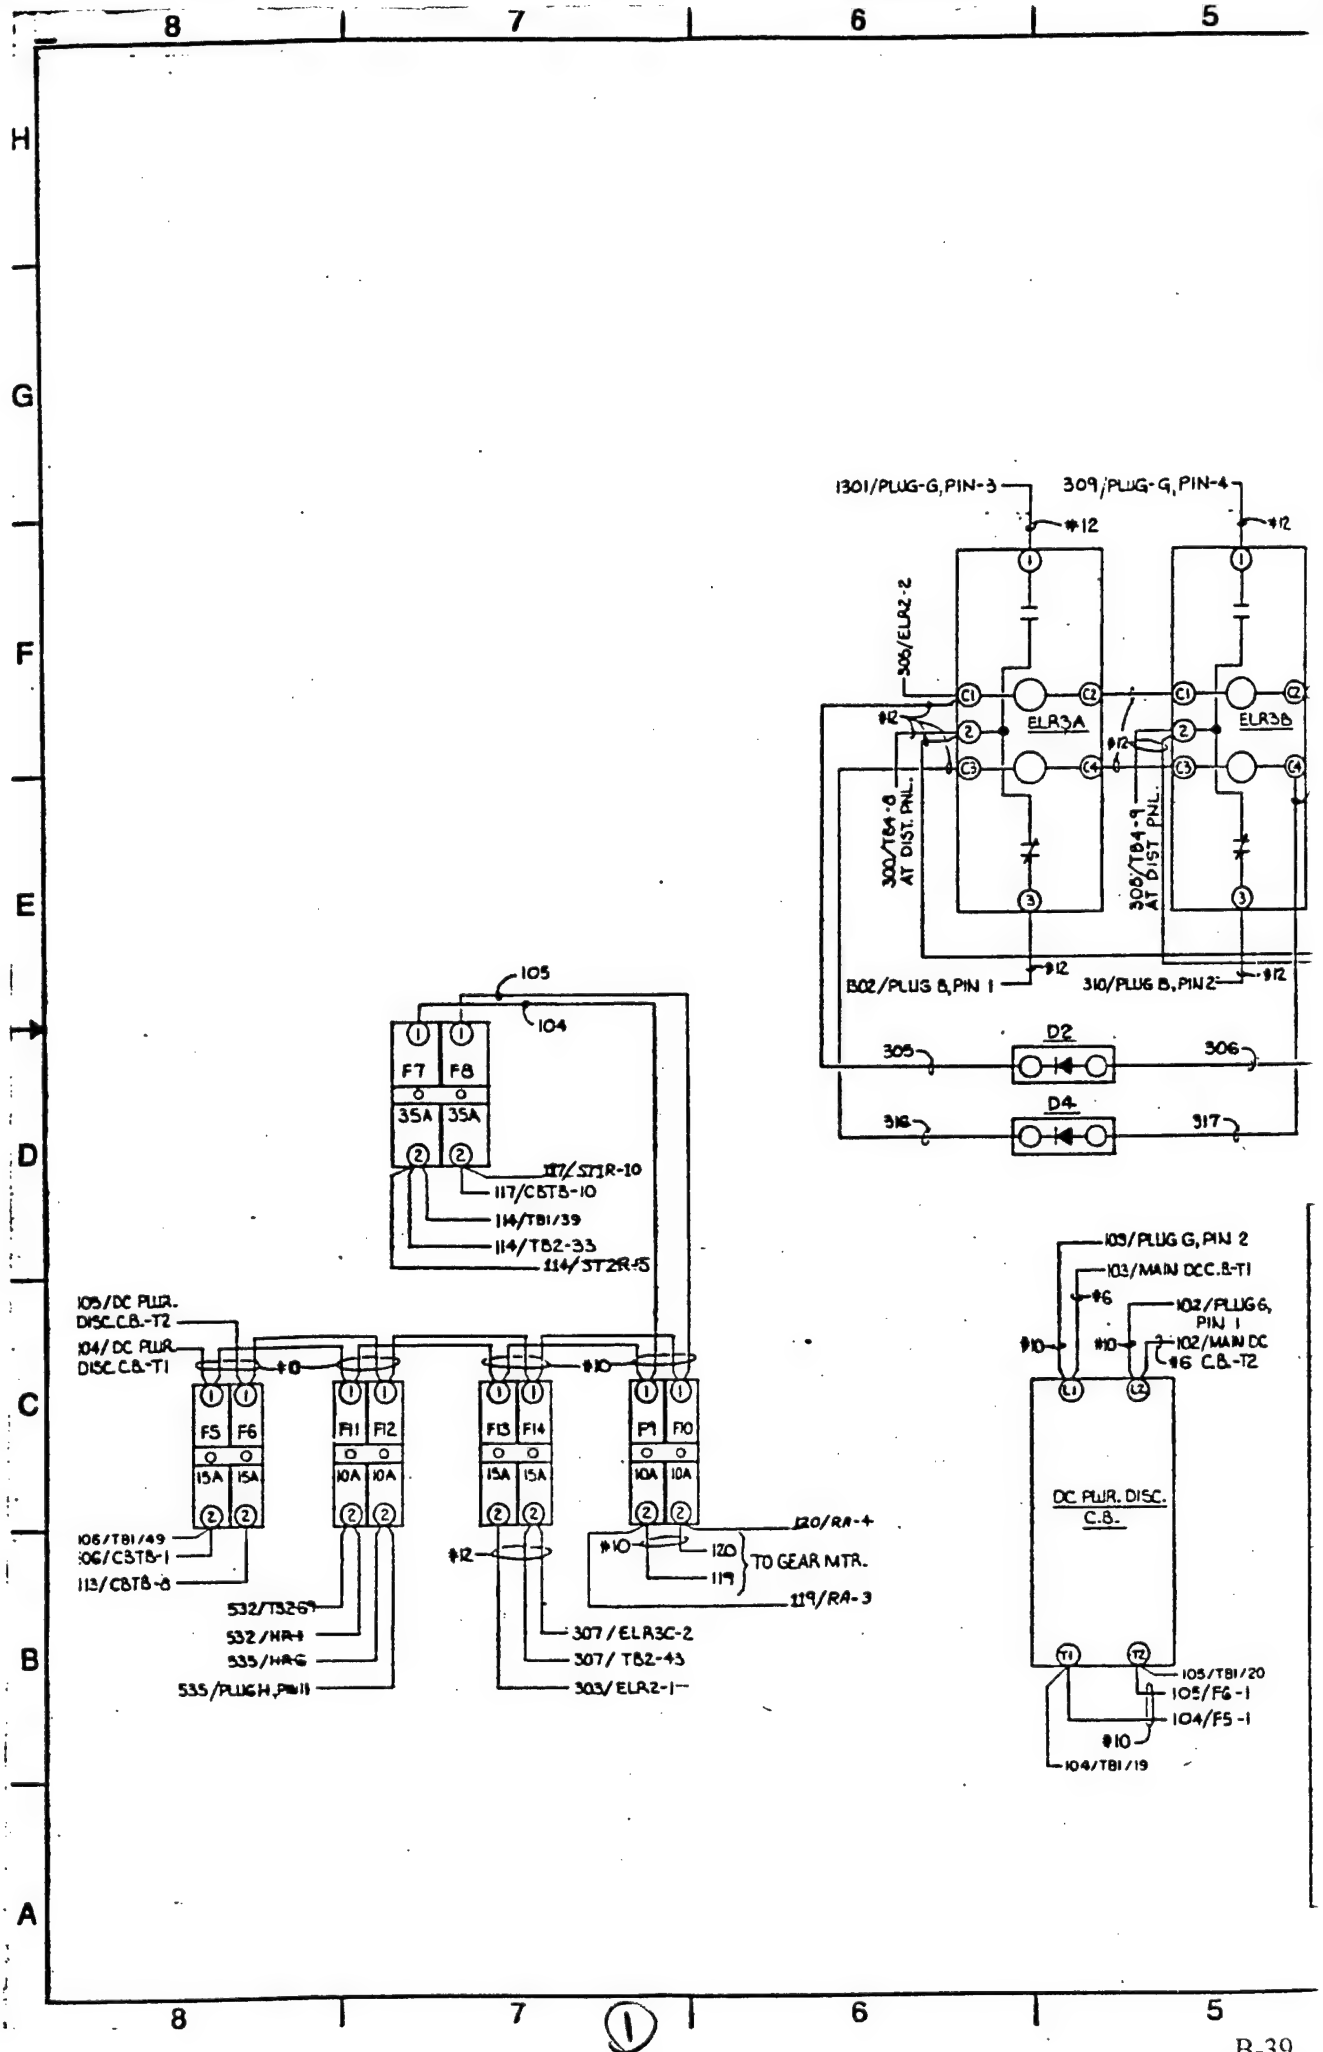 8 7 6 5
H
G
F
E
D
C
B
A
1301/PLUG-G, PIN-3
309/PLUG-G, PIN-4
#12
#12
1
1
305/ELR2-2
C1
C2
C1
C2
#12
ELR3A
ELR3B
2
#12
2
C3
C4
C3
C4
300/TB4-8
AT DIST. PNL.
308/TB4-9
AT DIST PNL.
3
3
#12
#12
1302/PLUG B, PIN 1
310/PLUG B, PIN 2
105
104
1 1
F7 F8
35A 35A
2 2
117/ST1R-10
117/CBTB-10
114/TB1/39
114/TB2-33
114/ST2R-5
D2
305
306
D4
316
317
109/PLUG G, PIN 2
103/MAIN DC C.B.-T1
#6
102/PLUG G,
PIN 1
#10
#10
102/MAIN DC
#6 C.B.-T2
L1 L2
DC PWR. DISC.
C.B.
T1 T2
105/TB1/20
105/F6-1
104/F5-1
#10
104/TB1/19
105/DC PWR.
DISC.C.B.-T2
104/DC PWR
DISC.C.B.-T1
#10
#10
1 1 1 1 1 1 1 1
F5 F6 F11 F12 F13 F14 F9 F10
15A 15A 10A 10A 15A 15A 10A 10A
2 2 2 2 2 2 2 2
106/TB1/49
106/CBTB-1
113/CBTB-8
532/TB2-69
532/HR-1
535/HR-6
535/PLUG H, PIN 11
#12
307/ELR3C-2
307/TB2-43
303/ELR2-1
120/RA-4
#10
120
119
TO GEAR MTR.
119/RA-3
8 7 6 5
1
B-39